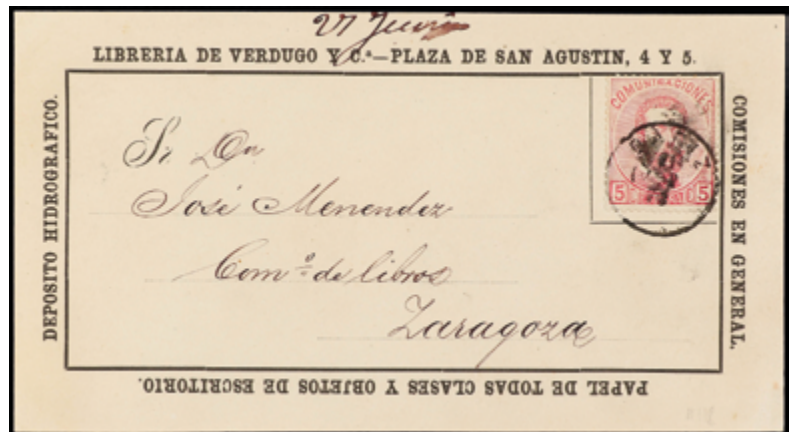 27 Junio
LIBRERIA DE VERDUGO Y C.ª—PLAZA DE SAN AGUSTIN, 4 Y 5.
DEPOSITO HIDROGRAFICO.
Sr. Dn
José Menendez
Com.º de libros
Zaragoza
COMUNICACIONES
5 5
COMISIONES EN GENERAL.
PAPEL DE TODAS CLASES Y OBJETOS DE ESCRITORIO.